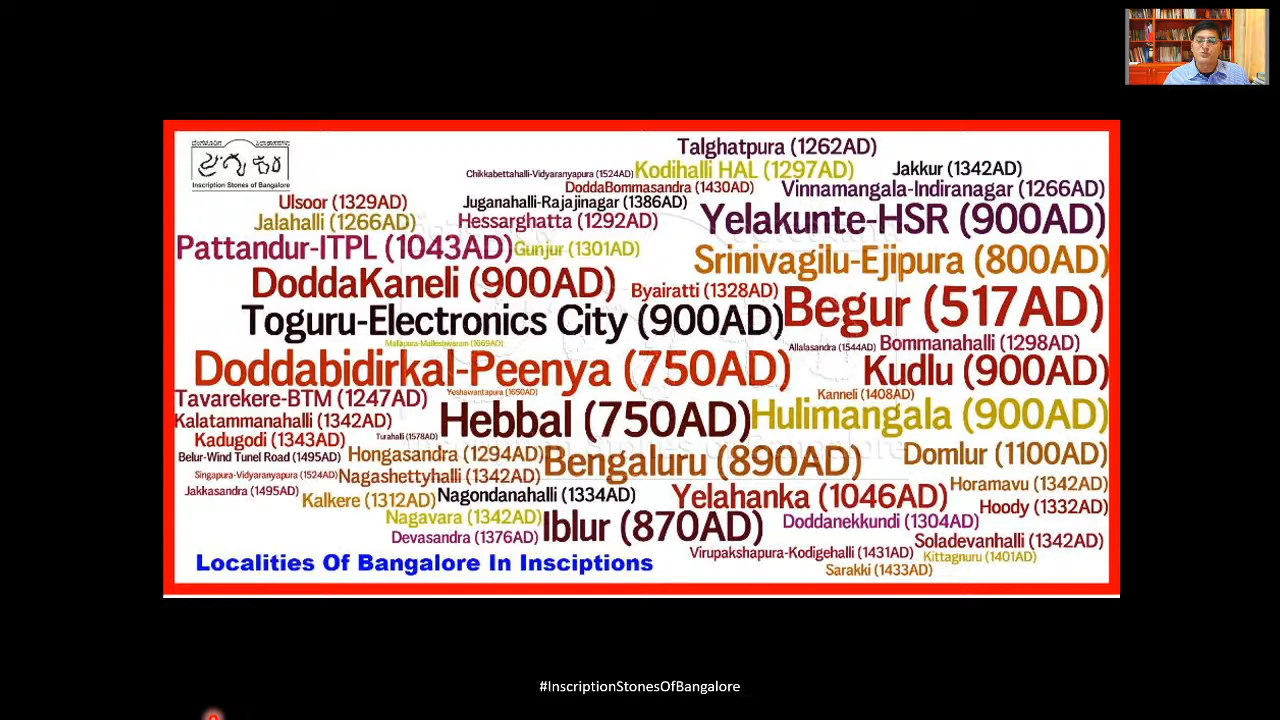 Inscription Stones of Bangalore
Talghatpura (1262AD)
Chikkabettahalli-Vidyaranyapura (1524AD)
Kodihalli HAL (1297AD)
Jakkur (1342AD)
DoddaBommasandra (1430AD)
Vinnamangala-Indiranagar (1266AD)
Ulsoor (1329AD)
Juganahalli-Rajajinagar (1386AD)
Jalahalli (1266AD)
Hessarghatta (1292AD)
Yelakunte-HSR (900AD)
Pattandur-ITPL (1043AD)
Gunjur (1301AD)
Srinivagilu-Ejipura (800AD)
DoddaKaneli (900AD)
Byairatti (1328AD)
Begur (517AD)
Toguru-Electronics City (900AD)
Mallapura-Malleshwaram (1669AD)
Allalasandra (1544AD)
Bommanahalli (1298AD)
Doddabidirkal-Peenya (750AD)
Kudlu (900AD)
Yeshawantapura (1650AD)
Kanneli (1408AD)
Tavarekere-BTM (1247AD)
Hebbal (750AD)
Hulimangala (900AD)
Kalatammanahalli (1342AD)
Kadugodi (1343AD)
Turahalli (1578AD)
Belur-Wind Tunel Road (1495AD)
Hongasandra (1294AD)
Bengaluru (890AD)
Domlur (1100AD)
Singapura-Vidyaranyapura (1524AD)
Nagashettyhalli (1342AD)
Horamavu (1342AD)
Jakkasandra (1495AD)
Kalkere (1312AD)
Nagondanahalli (1334AD)
Yelahanka (1046AD)
Hoody (1332AD)
Nagavara (1342AD)
Iblur (870AD)
Doddanekkundi (1304AD)
Devasandra (1376AD)
Soladevanhalli (1342AD)
Virupakshapura-Kodigehalli (1431AD)
Kittagnuru (1401AD)
Localities Of Bangalore In Insciptions
Sarakki (1433AD)
#InscriptionStonesOfBangalore